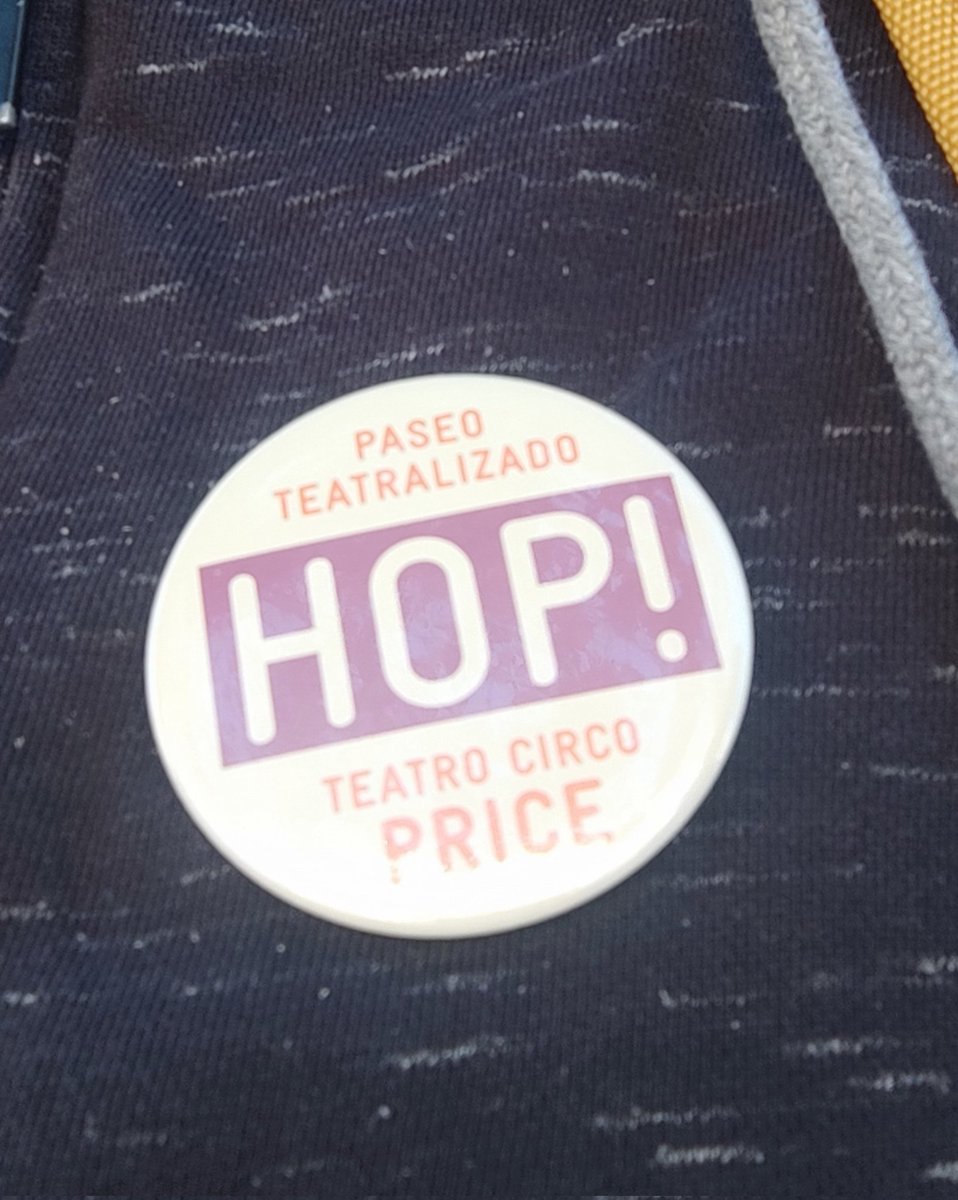 PASEO
TEATRALIZADO
HOP!
TEATRO CIRCO
PRICE